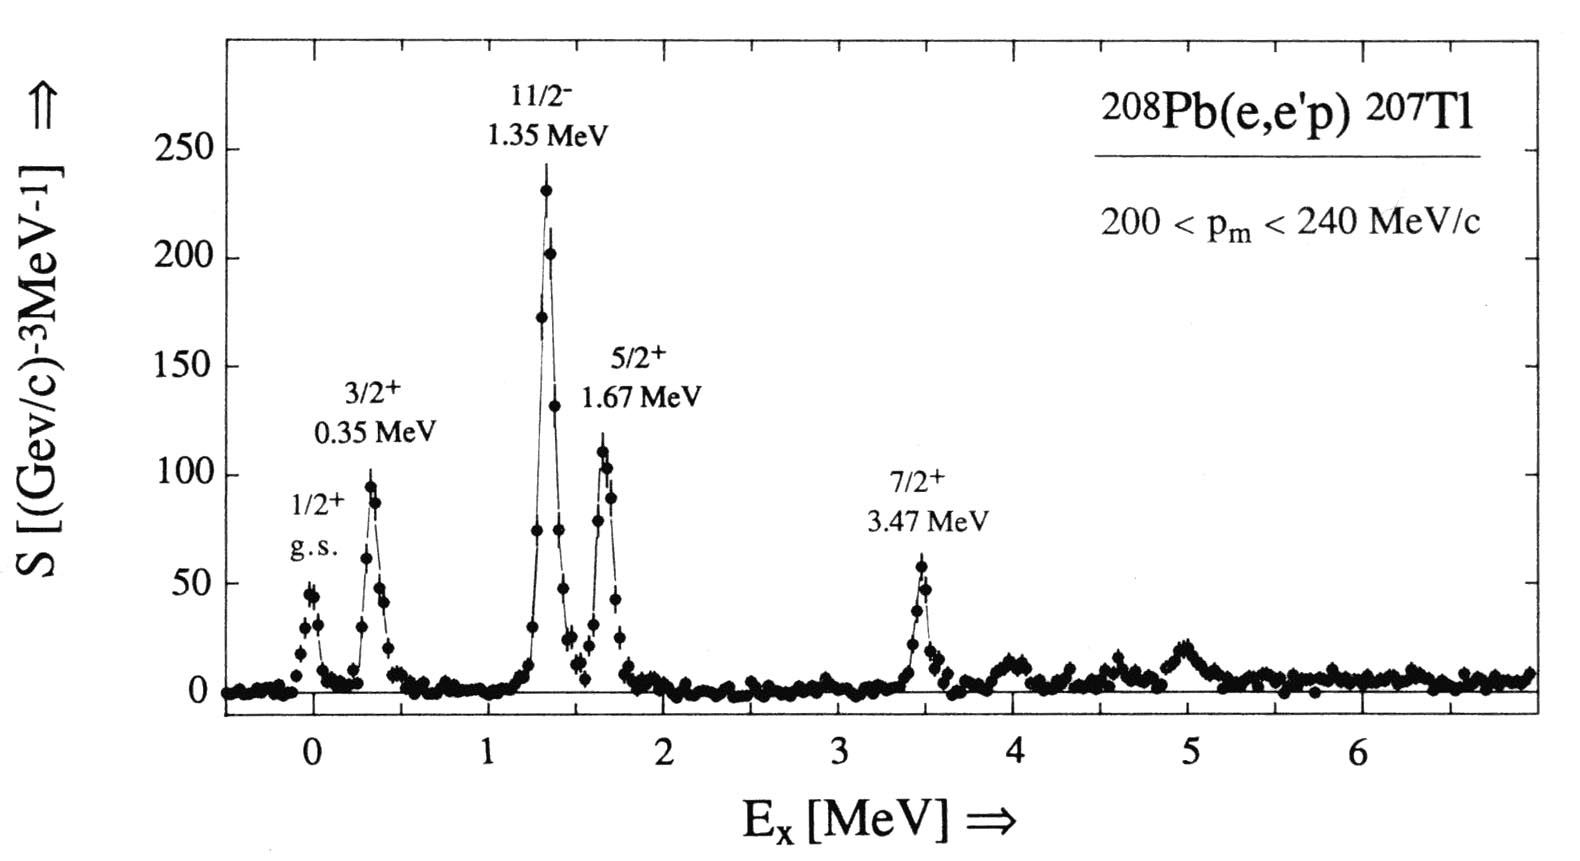 S [(Gev/c)⁻³MeV⁻¹] ⇒
250
200
150
100
50
0
11/2⁻
1.35 MeV
5/2⁺
1.67 MeV
3/2⁺
0.35 MeV
1/2⁺
g.s.
7/2⁺
3.47 MeV
²⁰⁸Pb(e,e'p) ²⁰⁷Tl
200 < pₘ < 240 MeV/c
0 1 2 3 4 5 6
Eₓ [MeV] ⇒